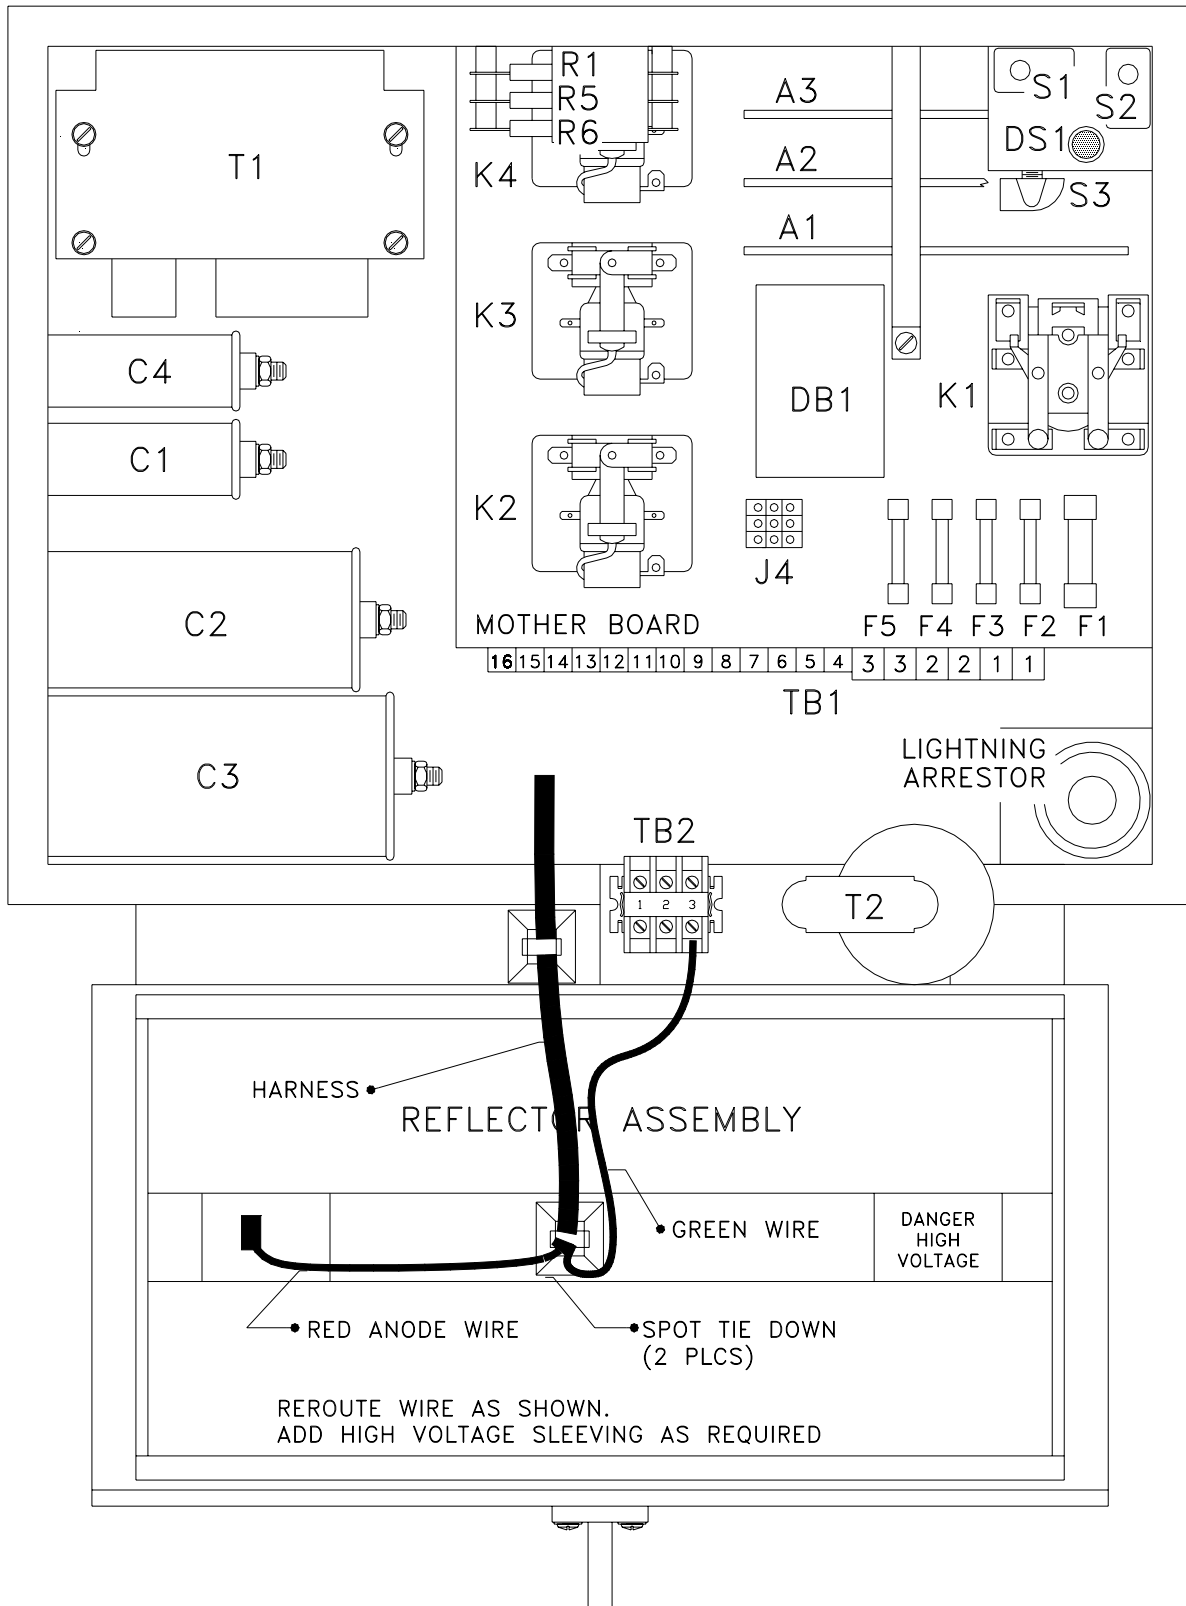 R1
R5
R6
A3
S1
S2
DS1
T1
K4
A2
S3
A1
K3
C4
DB1
K1
C1
K2
J4
C2
MOTHER BOARD
F5 F4 F3 F2 F1
16 15 14 13 12 11 10 9 8 7 6 5 4 3 3 2 2 1 1
TB1
C3
LIGHTNING
ARRESTOR
TB2
1 2 3
T2
HARNESS
REFLECTOR ASSEMBLY
GREEN WIRE
DANGER
HIGH
VOLTAGE
RED ANODE WIRE
SPOT TIE DOWN
(2 PLCS)
REROUTE WIRE AS SHOWN.
ADD HIGH VOLTAGE SLEEVING AS REQUIRED